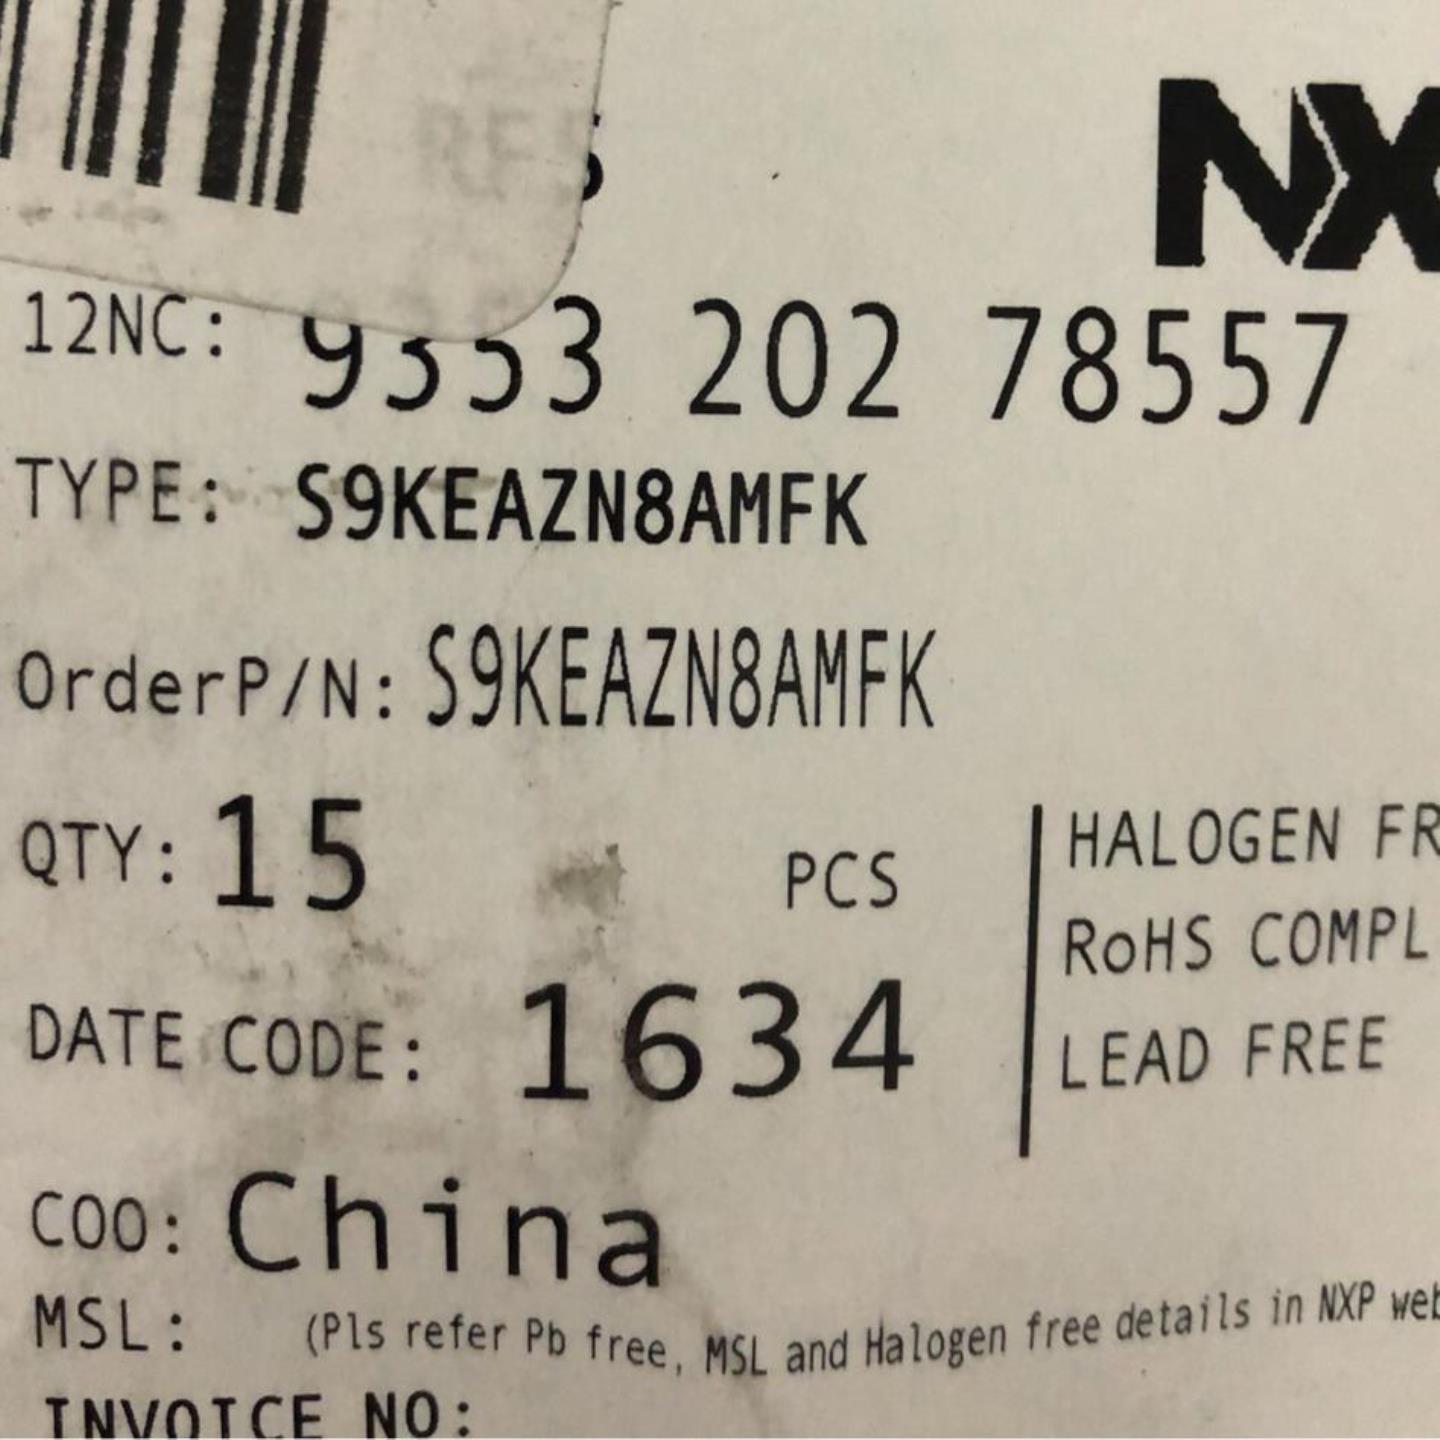 NX
12NC: 9353 202 78557
TYPE: S9KEAZN8AMFK
OrderP/N: S9KEAZN8AMFK
QTY: 15 PCS
DATE CODE: 1634
HALOGEN FR
RoHS COMPL
LEAD FREE
COO: China
MSL: (Pls refer Pb free, MSL and Halogen free details in NXP web
INVOICE NO: